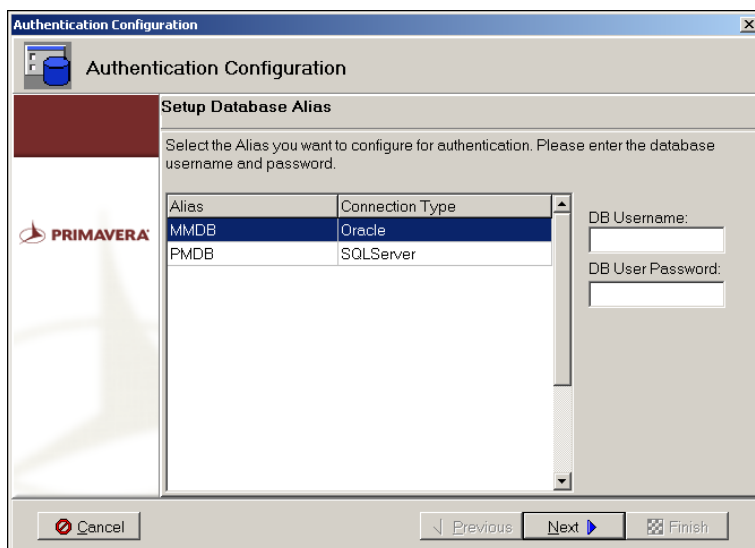 Authentication Configuration
Authentication Configuration
Setup Database Alias
Select the Alias you want to configure for authentication. Please enter the database
username and password.
Alias Connection Type
MMDB Oracle
PMDB SQLServer
DB Username:
DB User Password:
PRIMAVERA
Cancel Previous Next Finish